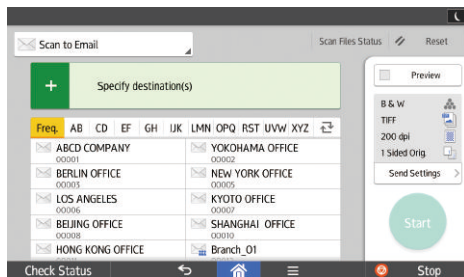 Scan to Email
Scan Files Status
Reset
+
Specify destination(s)
Preview
Freq. AB CD EF GH IJK LMN OPQ RST UVW XYZ
ABCD COMPANY
00001
YOKOHAMA OFFICE
00002
BERLIN OFFICE
00003
NEW YORK OFFICE
00005
LOS ANGELES
00006
KYOTO OFFICE
00007
BEIJING OFFICE
00008
SHANGHAI OFFICE
00010
HONG KONG OFFICE
Branch_01
B & W
TIFF
200 dpi
1 Sided Orig.
Send Settings >
Start
Check Status
Stop